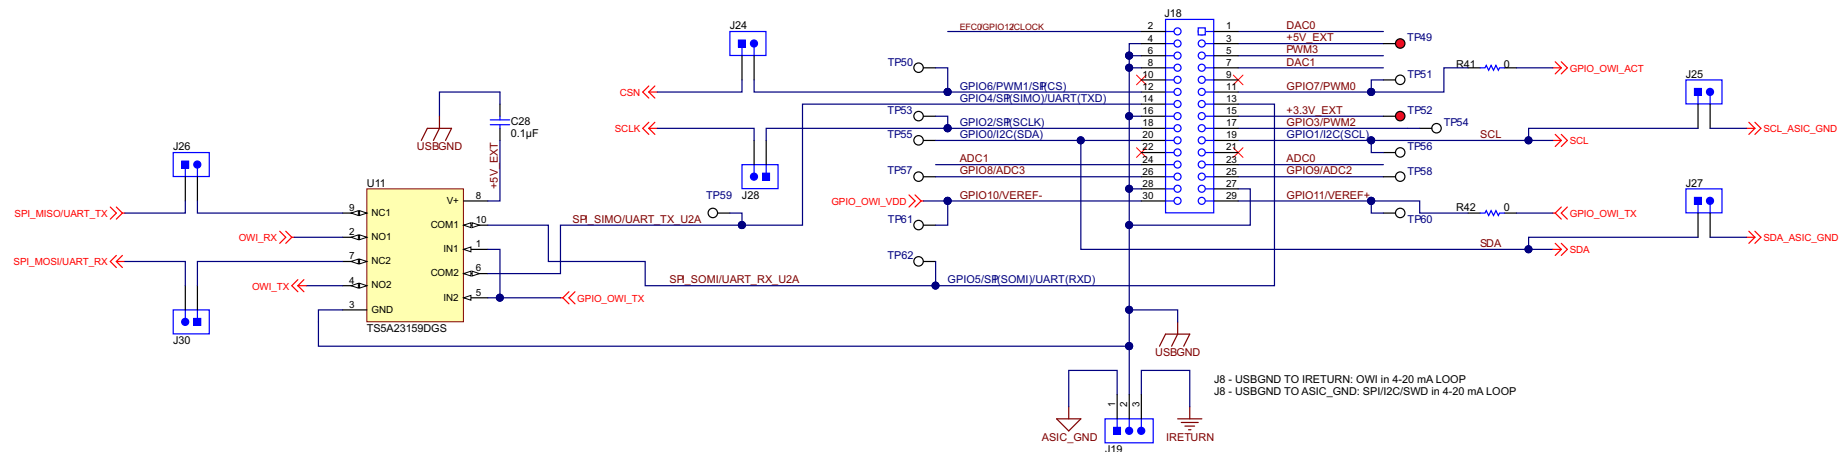 J18
J24
EFC0/GPIO12/CLOCK
2
1
DAC0
4
3
+5V_EXT
TP49
6
5
PWM3
TP50
8
7
DAC1
R41
0
GPIO_OWI_ACT
10
9
TP51
J25
CSN
GPIO6/PWM1/SPI(CS)
12
11
GPIO7/PWM0
GPIO4/SPI(SIMO)/UART(TXD)
14
13
TP53
16
15
+3.3V_EXT
TP52
C28
0.1µF
SCLK
GPIO2/SPI(SCLK)
18
17
GPIO3/PWM2
TP54
SCL_ASIC_GND
USBGND
TP55
GPIO0/I2C(SDA)
20
19
GPIO1/I2C(SCL)
SCL
SCL
J26
22
21
TP56
+5V_EXT
ADC1
24
23
ADC0
U11
TP57
GPIO8/ADC3
26
25
GPIO9/ADC2
TP58
J28
28
27
J27
V+
8
TP59
GPIO_OWI_VDD
GPIO10/VEREF-
30
29
GPIO11/VEREF+
SPI_MISO/UART_TX
9
NC1
R42
0
GPIO_OWI_TX
COM1
10
SPI_SIMO/UART_TX_U2A
TP61
TP60
OWI_RX
2
NO1
SDA_ASIC_GND
IN1
1
SDA
SDA
SPI_MOSI/UART_RX
7
NC2
TP62
COM2
6
SPI_SOMI/UART_RX_U2A
GPIO5/SPI(SOMI)/UART(RXD)
OWI_TX
4
NO2
IN2
5
GPIO_OWI_TX
3
GND
TS5A23159DGS
J30
USBGND
J8 - USBGND TO IRETURN: OWI in 4-20 mA LOOP
J8 - USBGND TO ASIC_GND: SPI/I2C/SWD in 4-20 mA LOOP
1
2
3
ASIC_GND
IRETURN
J19